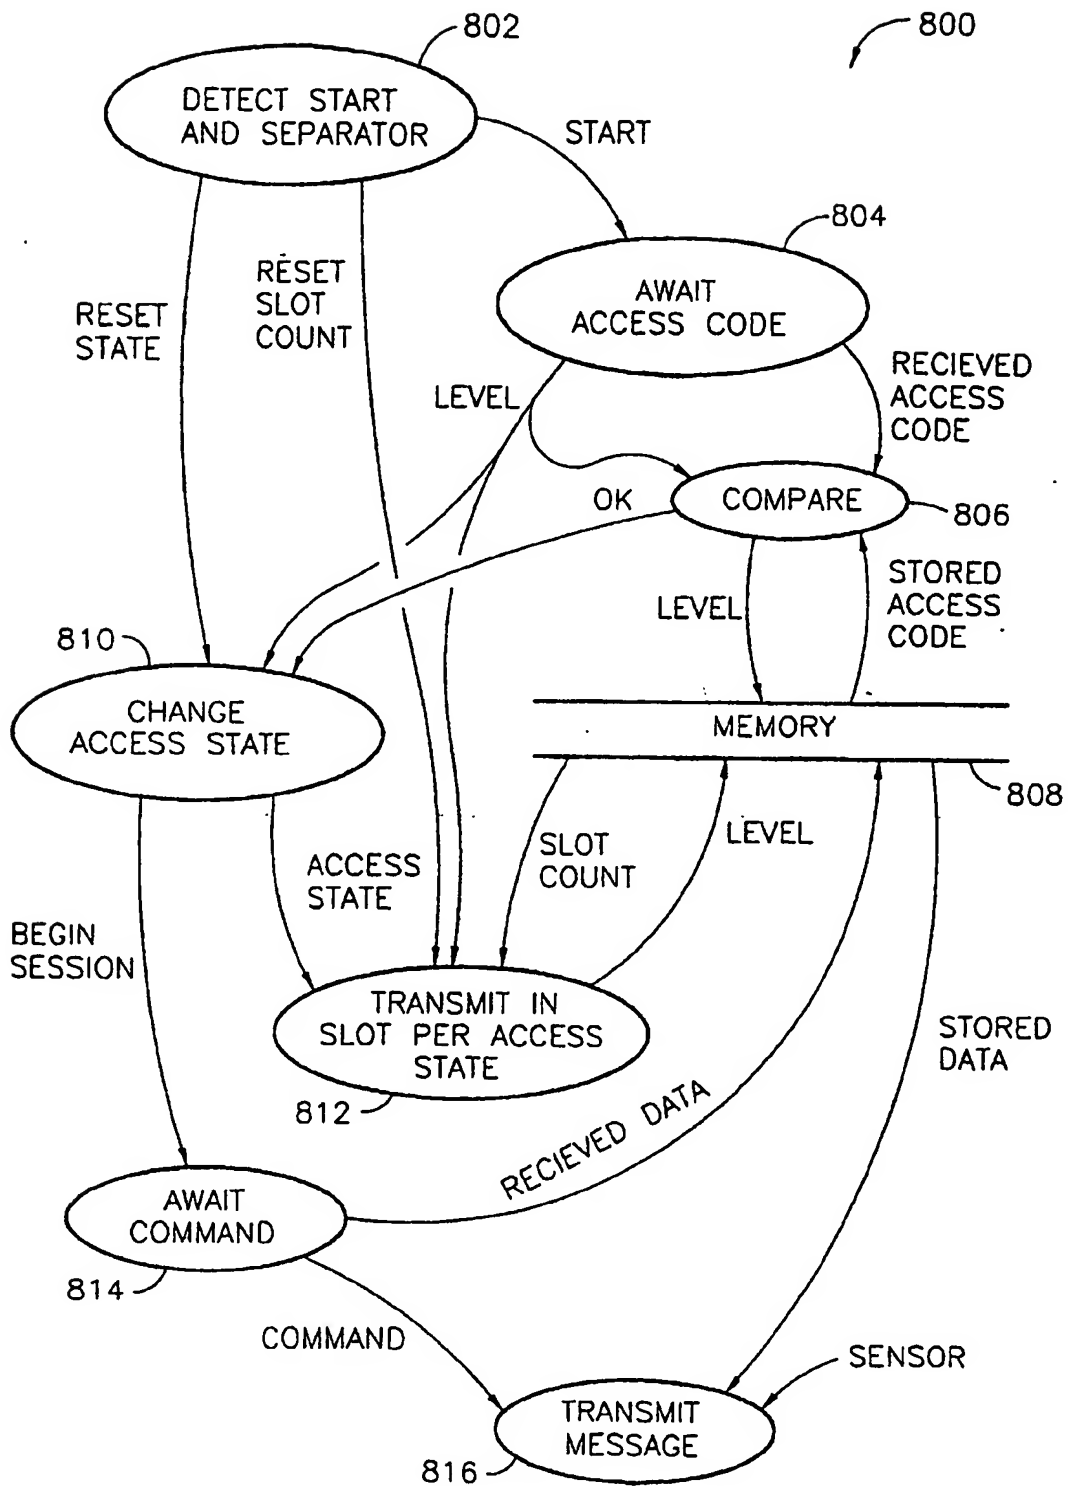 802
800
DETECT START
AND SEPARATOR
START
804
RESET
SLOT
COUNT
RESET
STATE
AWAIT
ACCESS CODE
LEVEL
RECIEVED
ACCESS
CODE
OK
COMPARE
806
LEVEL
STORED
ACCESS
CODE
810
CHANGE
ACCESS STATE
MEMORY
808
ACCESS
STATE
SLOT
COUNT
LEVEL
BEGIN
SESSION
TRANSMIT IN
SLOT PER ACCESS
STATE
812
STORED
DATA
RECIEVED DATA
AWAIT
COMMAND
814
COMMAND
SENSOR
TRANSMIT
MESSAGE
816